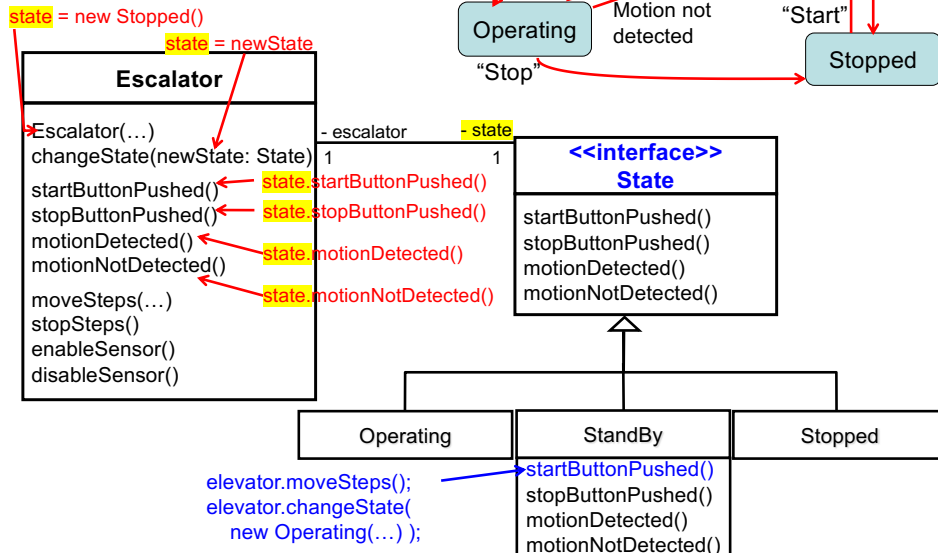 state = new Stopped()
state = newState
Operating
Motion not
detected
"Start"
"Stop"
Stopped
Escalator
Escalator(…)
changeState(newState: State)
startButtonPushed()
stopButtonPushed()
motionDetected()
motionNotDetected()
moveSteps(…)
stopSteps()
enableSensor()
disableSensor()
- escalator
- state
1
1
state.startButtonPushed()
state.stopButtonPushed()
state.motionDetected()
state.motionNotDetected()
<<interface>>
State
startButtonPushed()
stopButtonPushed()
motionDetected()
motionNotDetected()
Operating
StandBy
Stopped
elevator.moveSteps();
elevator.changeState(
new Operating(…) );
startButtonPushed()
stopButtonPushed()
motionDetected()
motionNotDetected()